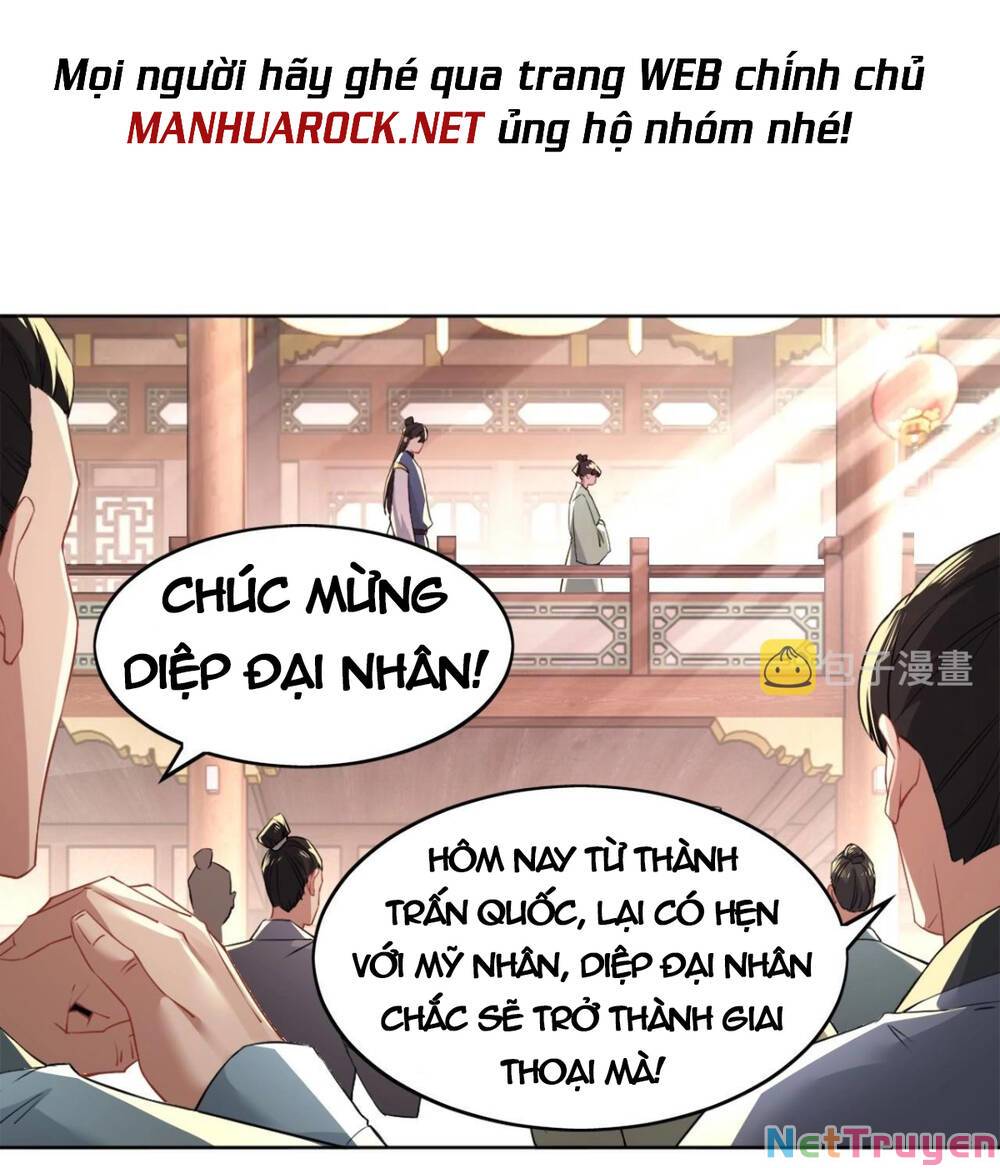 Mọi người hãy ghé qua trang WEB chính chủ
MANHUAROCK.NET ủng hộ nhóm nhé!
CHÚC MỪNG
DIỆP ĐẠI NHÂN!
包子漫畫
HÔM NAY TỪ THÀNH
TRẤN QUỐC, LẠI CÓ HẸN
VỚI MỸ NHÂN, DIỆP ĐẠI NHÂN
CHẮC SẼ TRỞ THÀNH GIAI
THOẠI MÀ!
NetTruyen